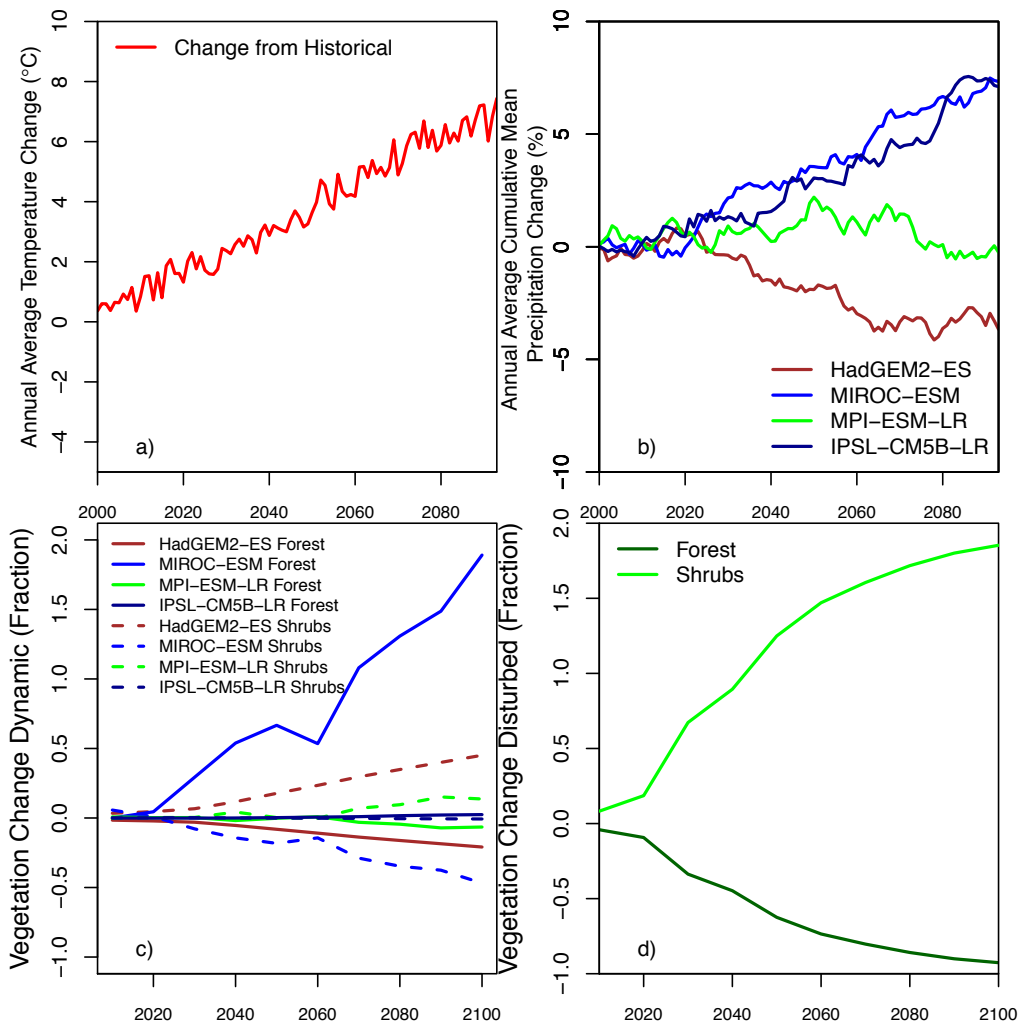 Annual Average Temperature Change (°C)
10
8
6
4
2
0
−2
−4
Change from Historical
a)
2000 2020 2040 2060 2080
Annual Average Cumulative Mean
Precipitation Change (%)
10
5
0
−5
−10
HadGEM2−ES
MIROC−ESM
MPI−ESM−LR
IPSL−CM5B−LR
b)
2000 2020 2040 2060 2080
Vegetation Change Dynamic (Fraction)
2.0
1.5
1.0
0.5
0.0
−0.5
−1.0
HadGEM2−ES Forest
MIROC−ESM Forest
MPI−ESM−LR Forest
IPSL−CM5B−LR Forest
HadGEM2−ES Shrubs
MIROC−ESM Shrubs
MPI−ESM−LR Shrubs
IPSL−CM5B−LR Shrubs
c)
2020 2040 2060 2080 2100
Vegetation Change Disturbed (Fraction)
2.0
1.5
1.0
0.5
0.0
−0.5
−1.0
Forest
Shrubs
d)
2020 2040 2060 2080 2100